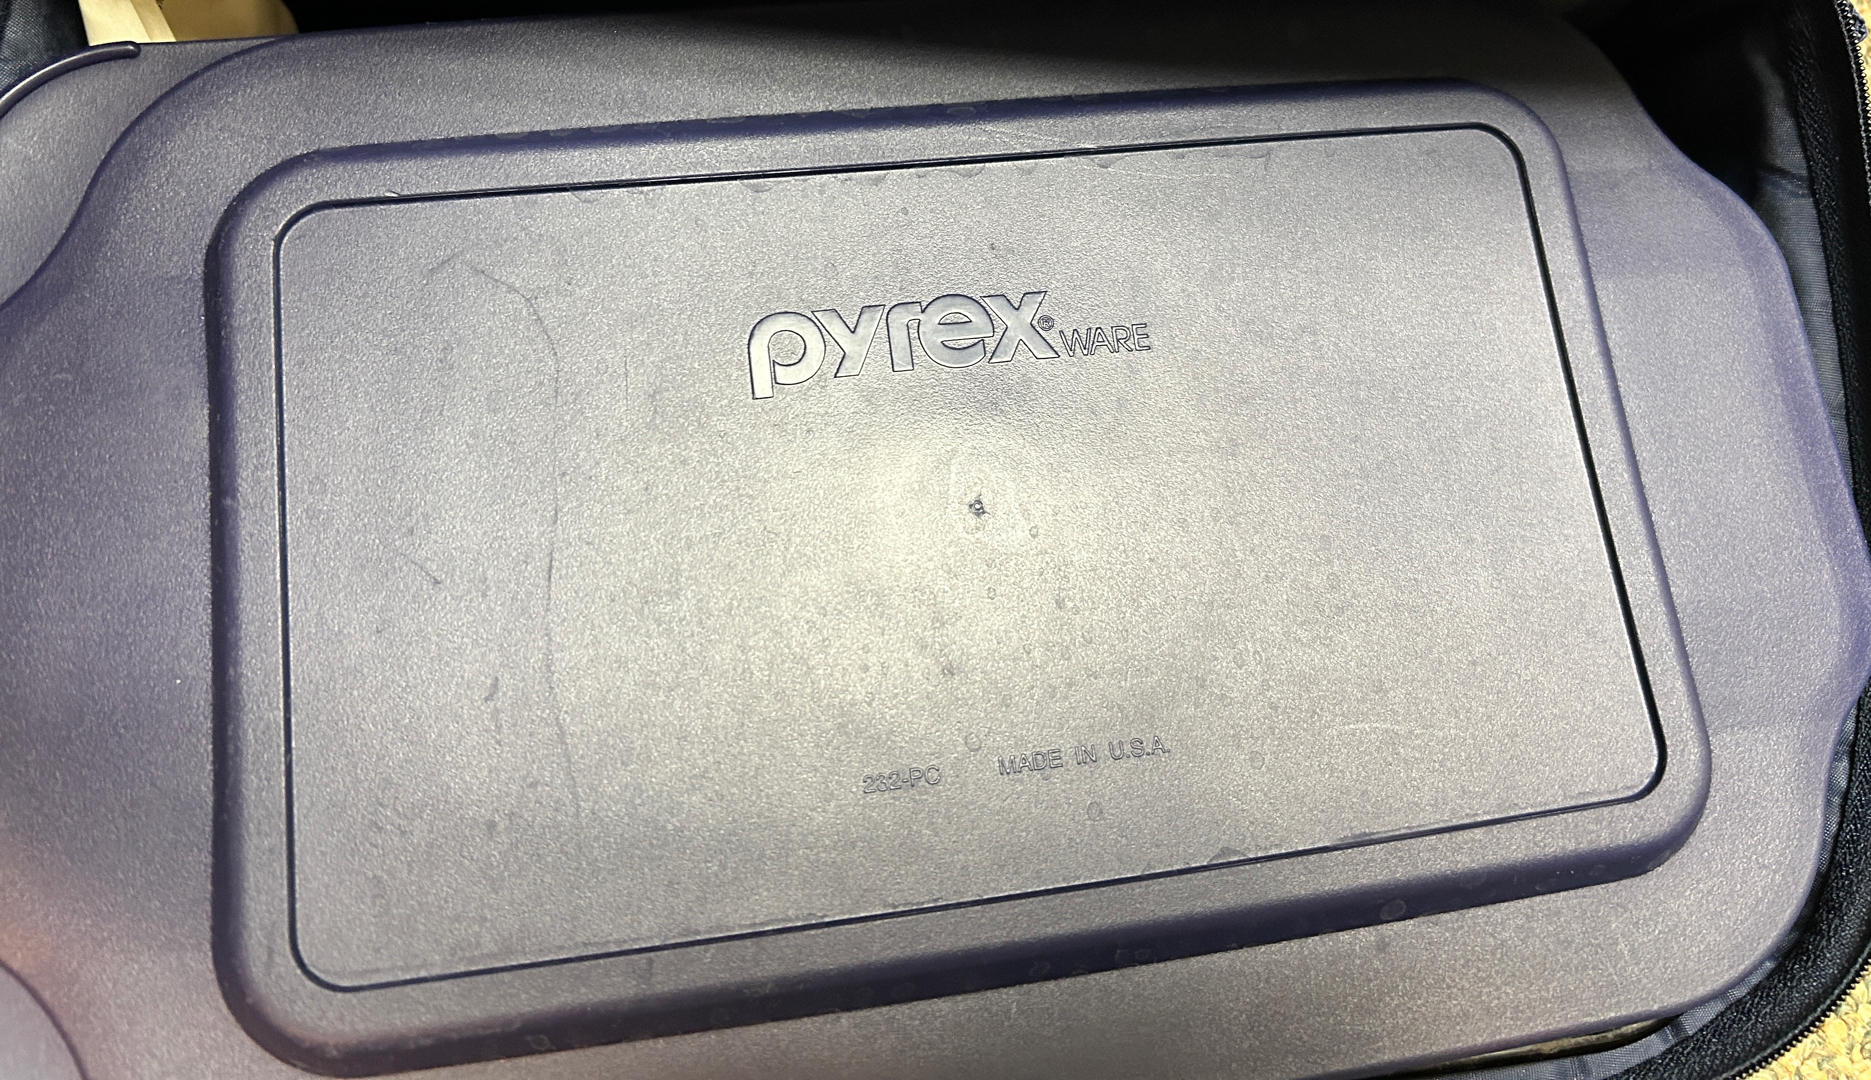 pyrex® WARE
232-PC MADE IN U.S.A.